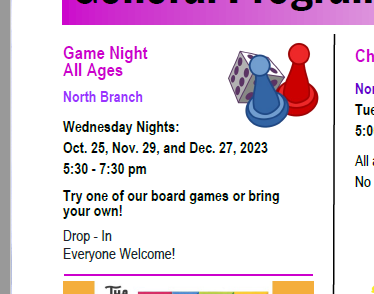 General Program
Game Night
All Ages
North Branch
Wednesday Nights:
Oct. 25, Nov. 29, and Dec. 27, 2023
5:30 - 7:30 pm
Try one of our board games or bring
your own!
Drop - In
Everyone Welcome!
Ch
Nor
Tue
5:0
All a
No
The